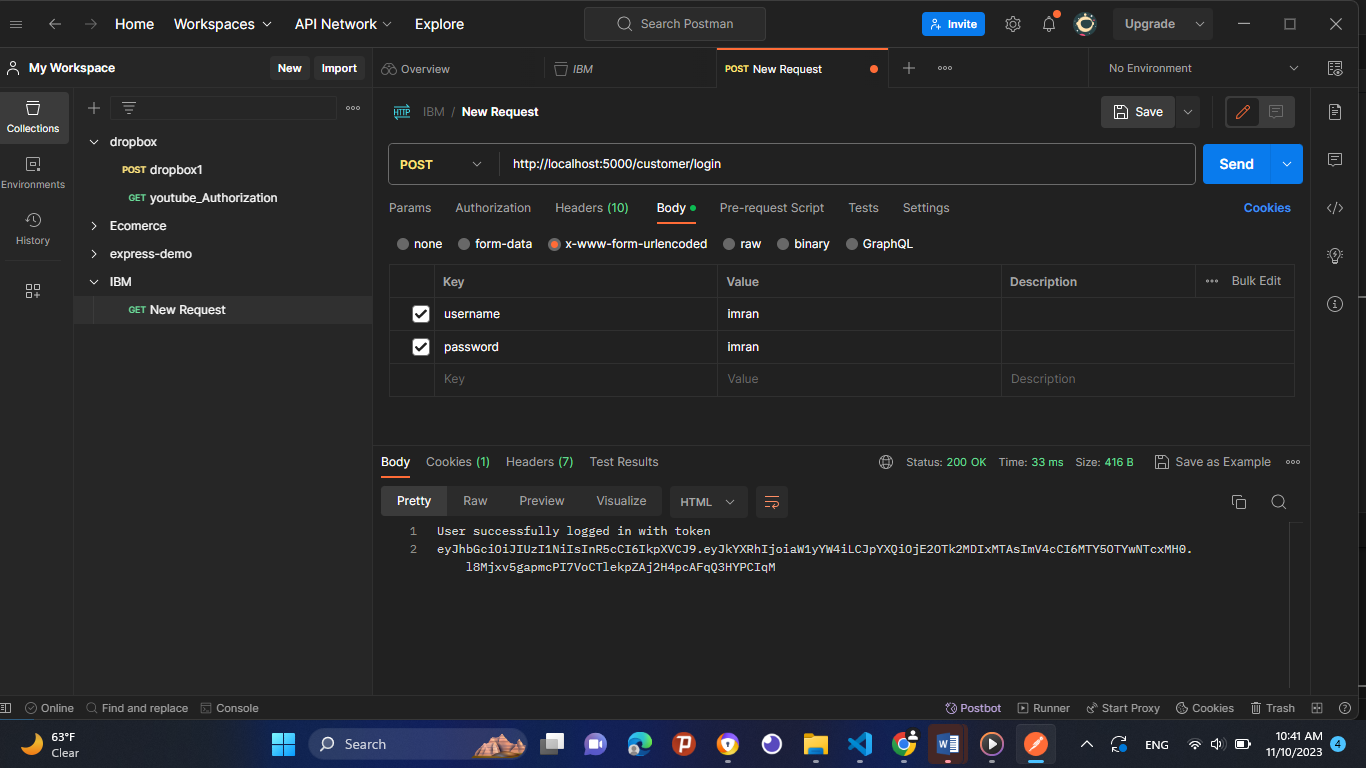 Home Workspaces API Network Explore Search Postman Invite Upgrade
My Workspace New Import Overview IBM POST New Request No Environment
Collections
Environments
History
dropbox
POST dropbox1
GET youtube_Authorization
Ecomerce
express-demo
IBM
GET New Request
HTTP IBM / New Request Save
POST http://localhost:5000/customer/login Send
Params Authorization Headers (10) Body Pre-request Script Tests Settings Cookies
none form-data x-www-form-urlencoded raw binary GraphQL
Key Value Description Bulk Edit
username imran
password imran
Key Value Description
Body Cookies (1) Headers (7) Test Results Status: 200 OK Time: 33 ms Size: 416 B Save as Example
Pretty Raw Preview Visualize HTML
1 User successfully logged in with token
2 eyJhbGciOiJIUzI1NiIsInR5cCI6IkpXVCJ9.eyJkYXRhIjoiaW1yYW4iLCJpYXQiOjE2OTk2MDIxMTAsImV4cCI6MTY5OTYwNTcxMH0.
l8Mjxv5gapmcPI7VoCTlekpZAj2H4pcAFqQ3HYPCIqM
Online Find and replace Console Postbot Runner Start Proxy Cookies Trash
63°F
Clear
Search
ENG
10:41 AM
11/10/2023
4